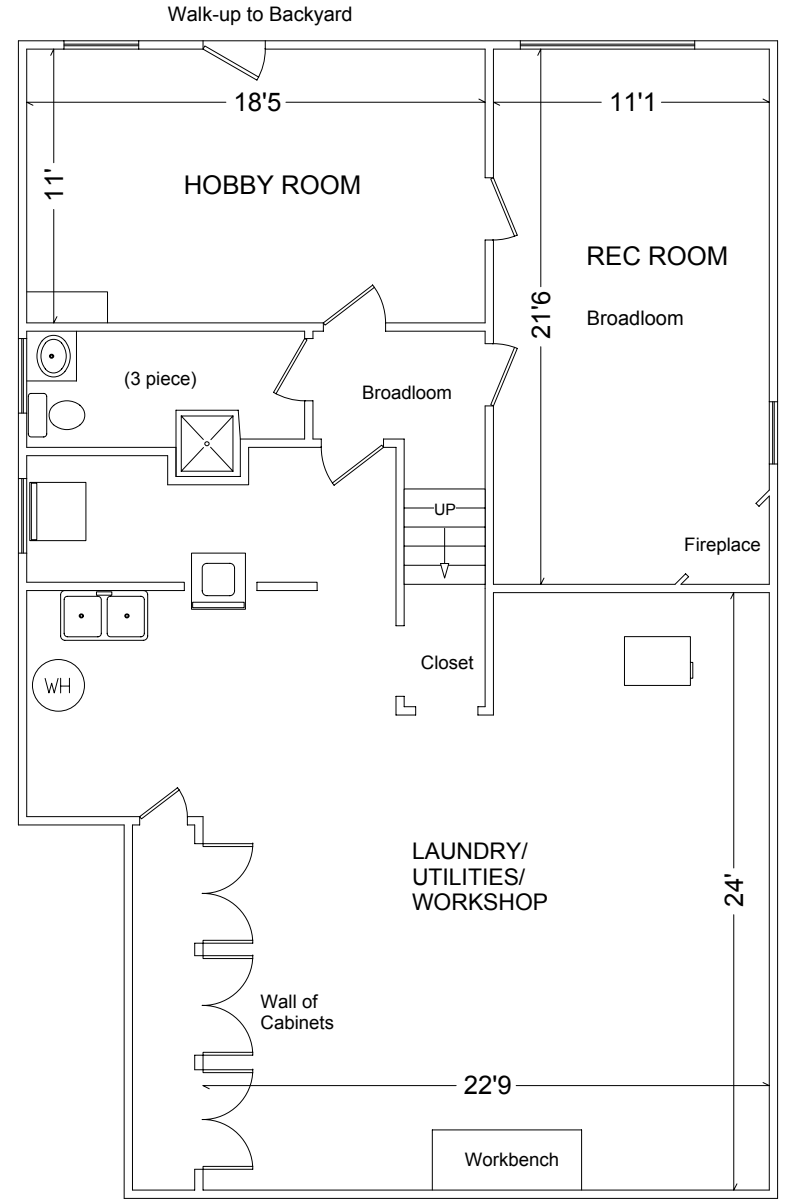 Walk-up to Backyard
18'5
11'1
11'
HOBBY ROOM
REC ROOM
21'6
Broadloom
(3 piece)
Broadloom
UP
Fireplace
Closet
WH
LAUNDRY/
UTILITIES/
WORKSHOP
24'
Wall of
Cabinets
22'9
Workbench